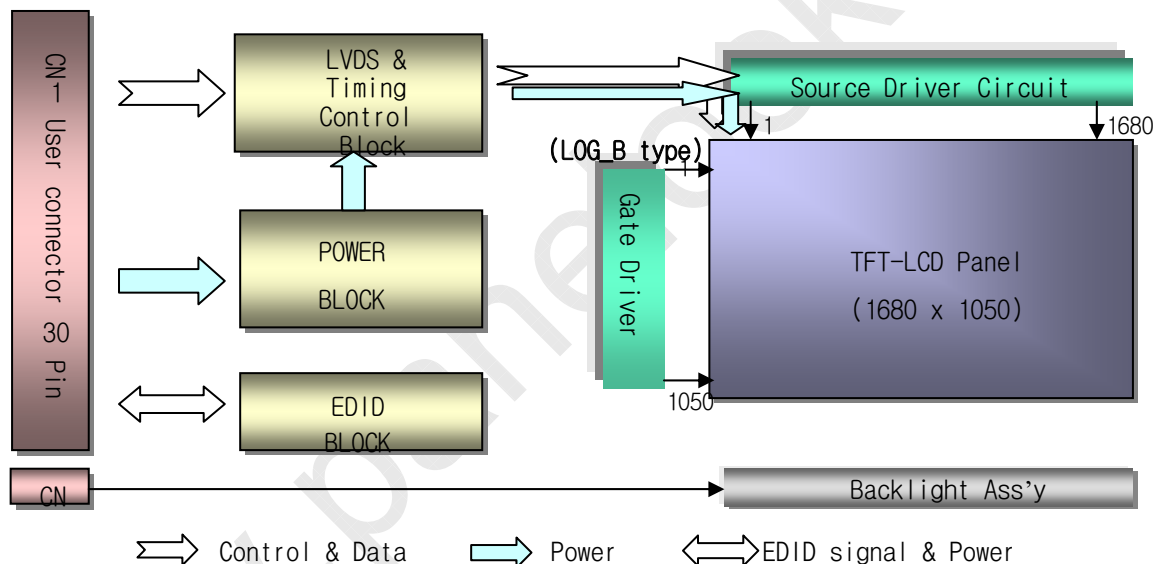 CN1 User connector 30 Pin
LVDS &
Timing
Control
Block
Source Driver Circuit
1
1680
(LOG_B type)
1
Gate Driver
TFT-LCD Panel
(1680 x 1050)
1050
POWER
BLOCK
EDID
BLOCK
CN
Backlight Ass'y
Control & Data
Power
EDID signal & Power